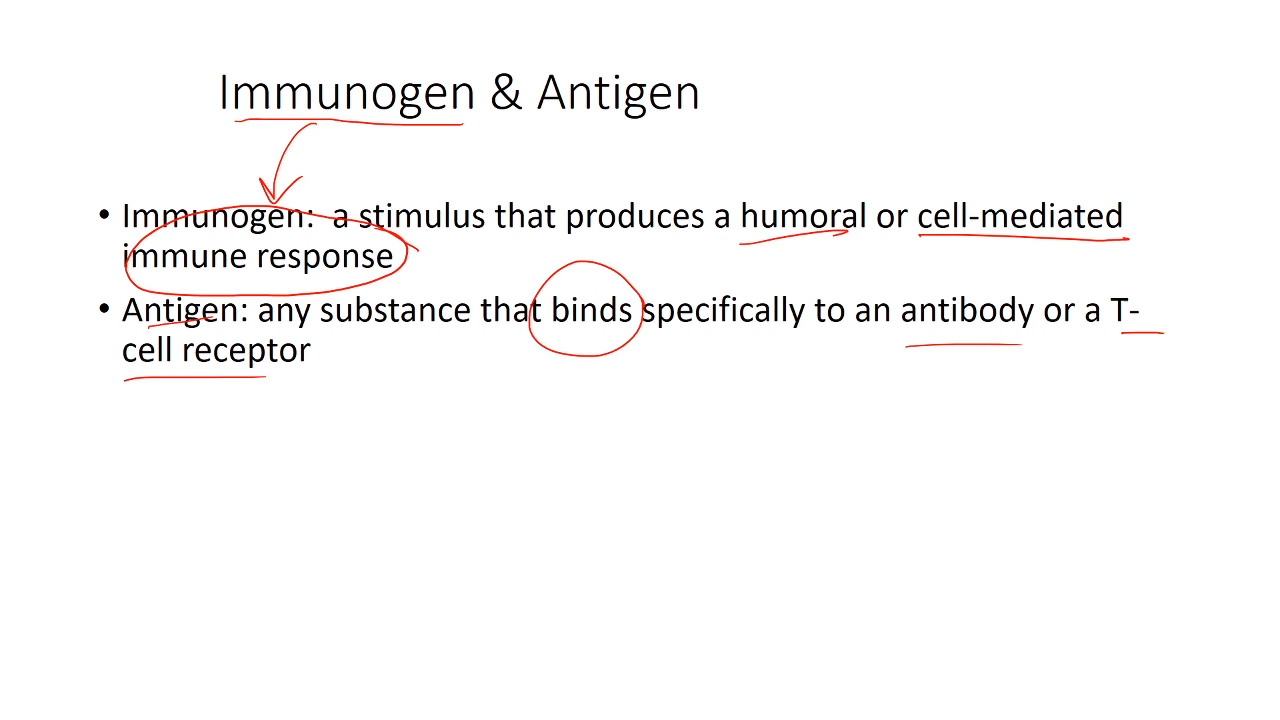 Immunogen & Antigen
• Immunogen:  a stimulus that produces a humoral or cell-mediated
immune response
• Antigen: any substance that binds specifically to an antibody or a T-
cell receptor